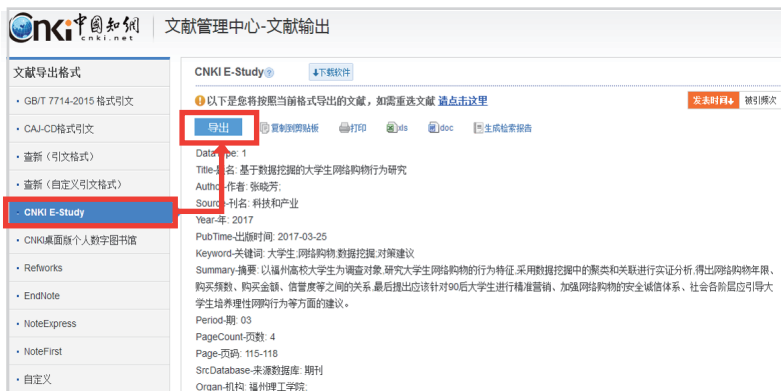 Cnki 中国知网
cnki.net
文献管理中心-文献输出
文献导出格式
· GB/T 7714-2015 格式引文
· CAJ-CD格式引文
· 查新（引文格式）
· 查新（自定义引文格式）
· CNKI E-Study
· CNKI桌面版个人数字图书馆
· Refworks
· EndNote
· NoteExpress
· NoteFirst
· 自定义
CNKI E-Study
下载软件
以下是您将按照当前格式导出的文献，如需重选文献 请点击这里
发表时间 被引频次
导出 复制到剪贴板 打印 xls doc 生成检索报告
1
Title-题名: 基于数据挖掘的大学生网络购物行为研究
Author-作者: 张晓芳;
Source-刊名: 科技和产业
Year-年: 2017
PubTime-出版时间: 2017-03-25
Keyword-关键词: 大学生;网络购物;数据挖掘;对策建议
Summary-摘要: 以福州高校大学生为调查对象,研究大学生网络购物的行为特征,采用数据挖掘中的聚类和关联进行实证分析,得出网络购物年限、
购买频数、购买金额、信誉度等之间的关系,最后提出应该针对90后大学生进行精准营销、加强网络购物的安全诚信体系、社会各阶层应引导大
学生培养理性网购行为等方面的建议。
Period-期: 03
PageCount-页数: 4
Page-页码: 115-118
SrcDatabase-来源数据库: 期刊
Organ-机构: 福州理工学院;